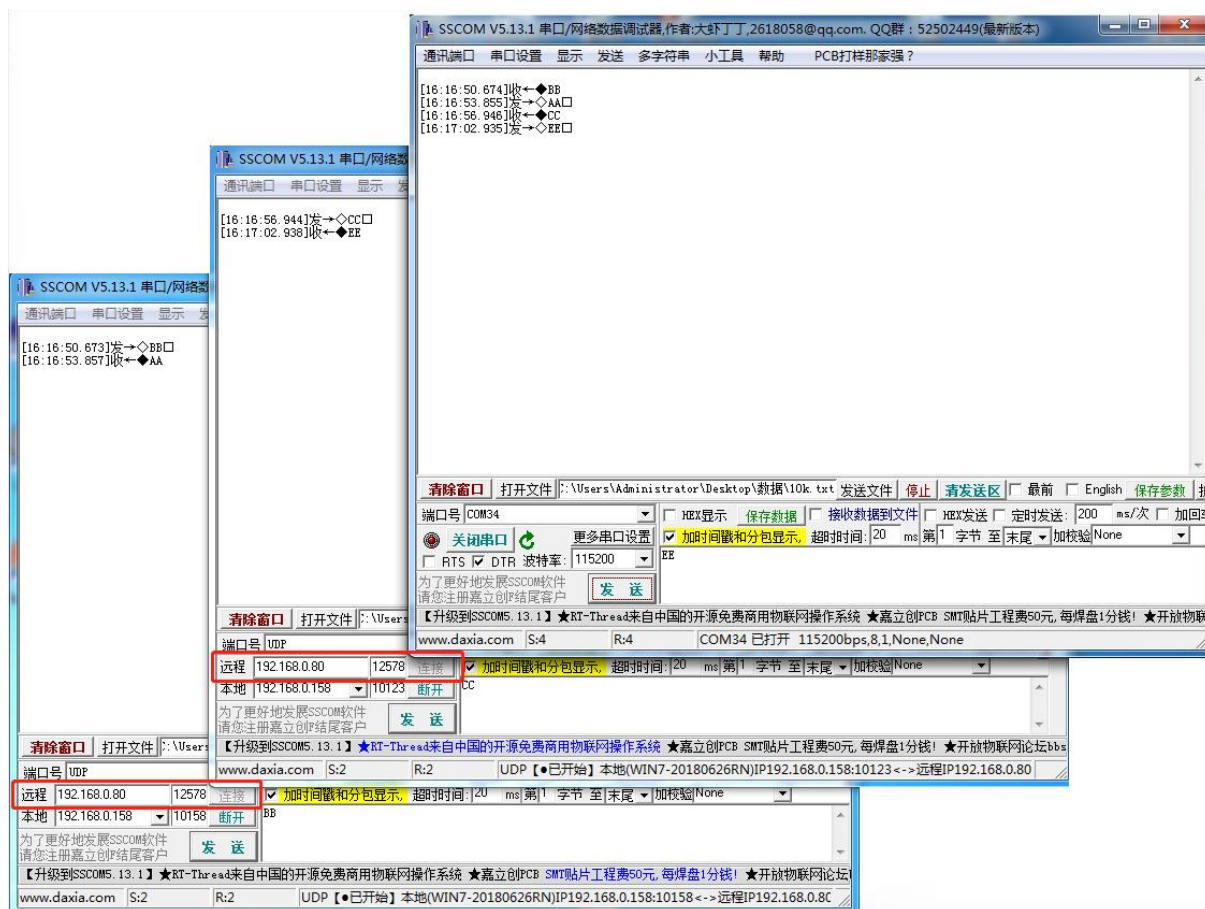 SSCOM V5.13.1 串口/网络数据调试器,作者:大虾丁丁,2618058@qq.com. QQ群：52502449(最新版本)
通讯端口 串口设置 显示 发送 多字符串 小工具 帮助 PCB打样那家强？
[16:16:50.674]收←◆BB
[16:16:53.855]发→◇AA□
[16:16:56.946]收←◆CC
[16:17:02.935]发→◇EE□
清除窗口 打开文件 C:\Users\Administrator\Desktop\数据\10k.txt 发送文件 停止 清发送区 最前 English 保存参数
端口号 COM34 HEX显示 保存数据 接收数据到文件 HEX发送 定时发送: 200 ms/次 加回车
关闭串口 更多串口设置 加时间戳和分包显示, 超时时间: 20 ms 第 1 字节 至 末尾 加校验 None
RTS DTR 波特率: 115200 EE
为了更好地发展SSCOM软件
请您注册嘉立创F结尾客户
发 送
【升级到SSCOM5.13.1】★RT-Thread来自中国的开源免费商用物联网操作系统 ★嘉立创PCB SMT贴片工程费50元,每焊盘1分钱! ★开放物联
www.daxia.com S:4 R:4 COM34 已打开 115200bps,8,1,None,None
SSCOM V5.13.1 串口/网络数
通讯端口 串口设置 显示
[16:16:56.944]发→◇CC□
[16:17:02.938]收←◆EE
清除窗口 打开文件 C:\Users
端口号 UDP
远程 192.168.0.80 12578 连接 加时间戳和分包显示, 超时时间: 20 ms 第 1 字节 至 末尾 加校验 None
本地 192.168.0.158 10123 断开 CC
为了更好地发展SSCOM软件
请您注册嘉立创F结尾客户
发 送
【升级到SSCOM5.13.1】★RT-Thread来自中国的开源免费商用物联网操作系统 ★嘉立创PCB SMT贴片工程费50元,每焊盘1分钱! ★开放物联网论坛bbs
www.daxia.com S:2 R:2 UDP【●已开始】本地(WIN7-20180626RN)IP192.168.0.158:10123<->远程IP192.168.0.80
SSCOM V5.13.1 串口/网络数
通讯端口 串口设置 显示
[16:16:50.673]发→◇BB□
[16:16:53.857]收←◆AA
清除窗口 打开文件 C:\Users
端口号 UDP
远程 192.168.0.80 12578 连接 加时间戳和分包显示, 超时时间: 20 ms 第 1 字节 至 末尾 加校验 None
本地 192.168.0.158 10158 断开 BB
为了更好地发展SSCOM软件
请您注册嘉立创F结尾客户
发 送
【升级到SSCOM5.13.1】★RT-Thread来自中国的开源免费商用物联网操作系统 ★嘉立创PCB SMT贴片工程费50元,每焊盘1分钱! ★开放物联网论坛
www.daxia.com S:2 R:2 UDP【●已开始】本地(WIN7-20180626RN)IP192.168.0.158:10158<->远程IP192.168.0.80